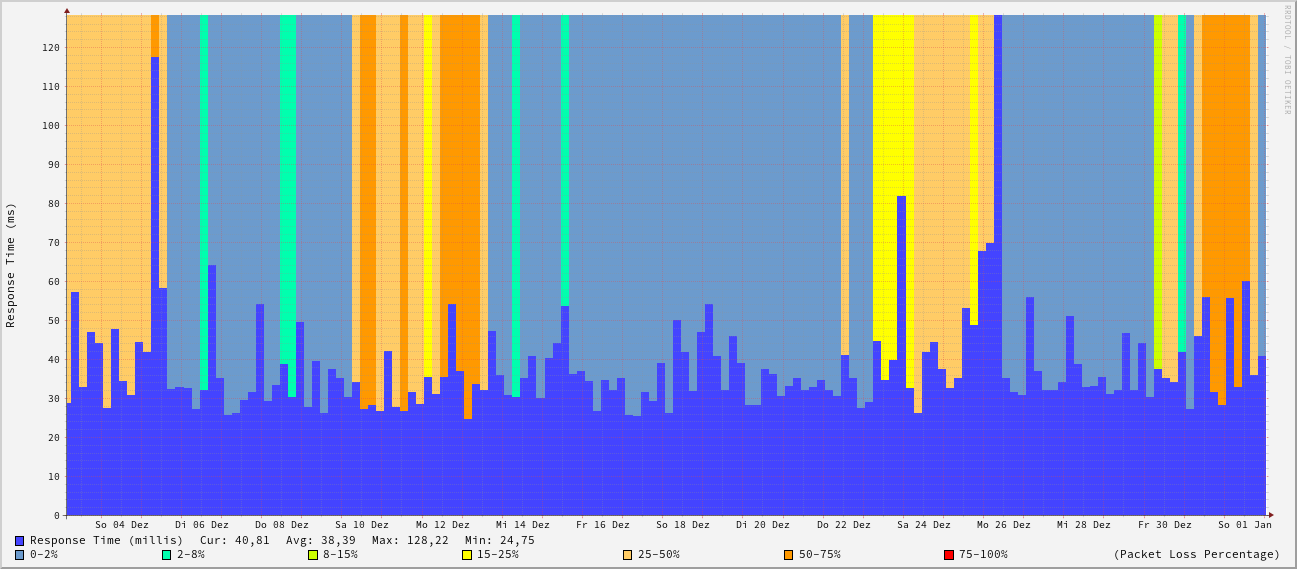 RRDTOOL / TOBI OETIKER
Response Time (ms)
120
110
100
90
80
70
60
50
40
30
20
10
0
So 04 Dez Di 06 Dez Do 08 Dez Sa 10 Dez Mo 12 Dez Mi 14 Dez Fr 16 Dez So 18 Dez Di 20 Dez Do 22 Dez Sa 24 Dez Mo 26 Dez Mi 28 Dez Fr 30 Dez So 01 Jan
Response Time (millis) Cur: 40,81 Avg: 38,39 Max: 128,22 Min: 24,75
0-2% 2-8% 8-15% 15-25% 25-50% 50-75% 75-100% (Packet Loss Percentage)